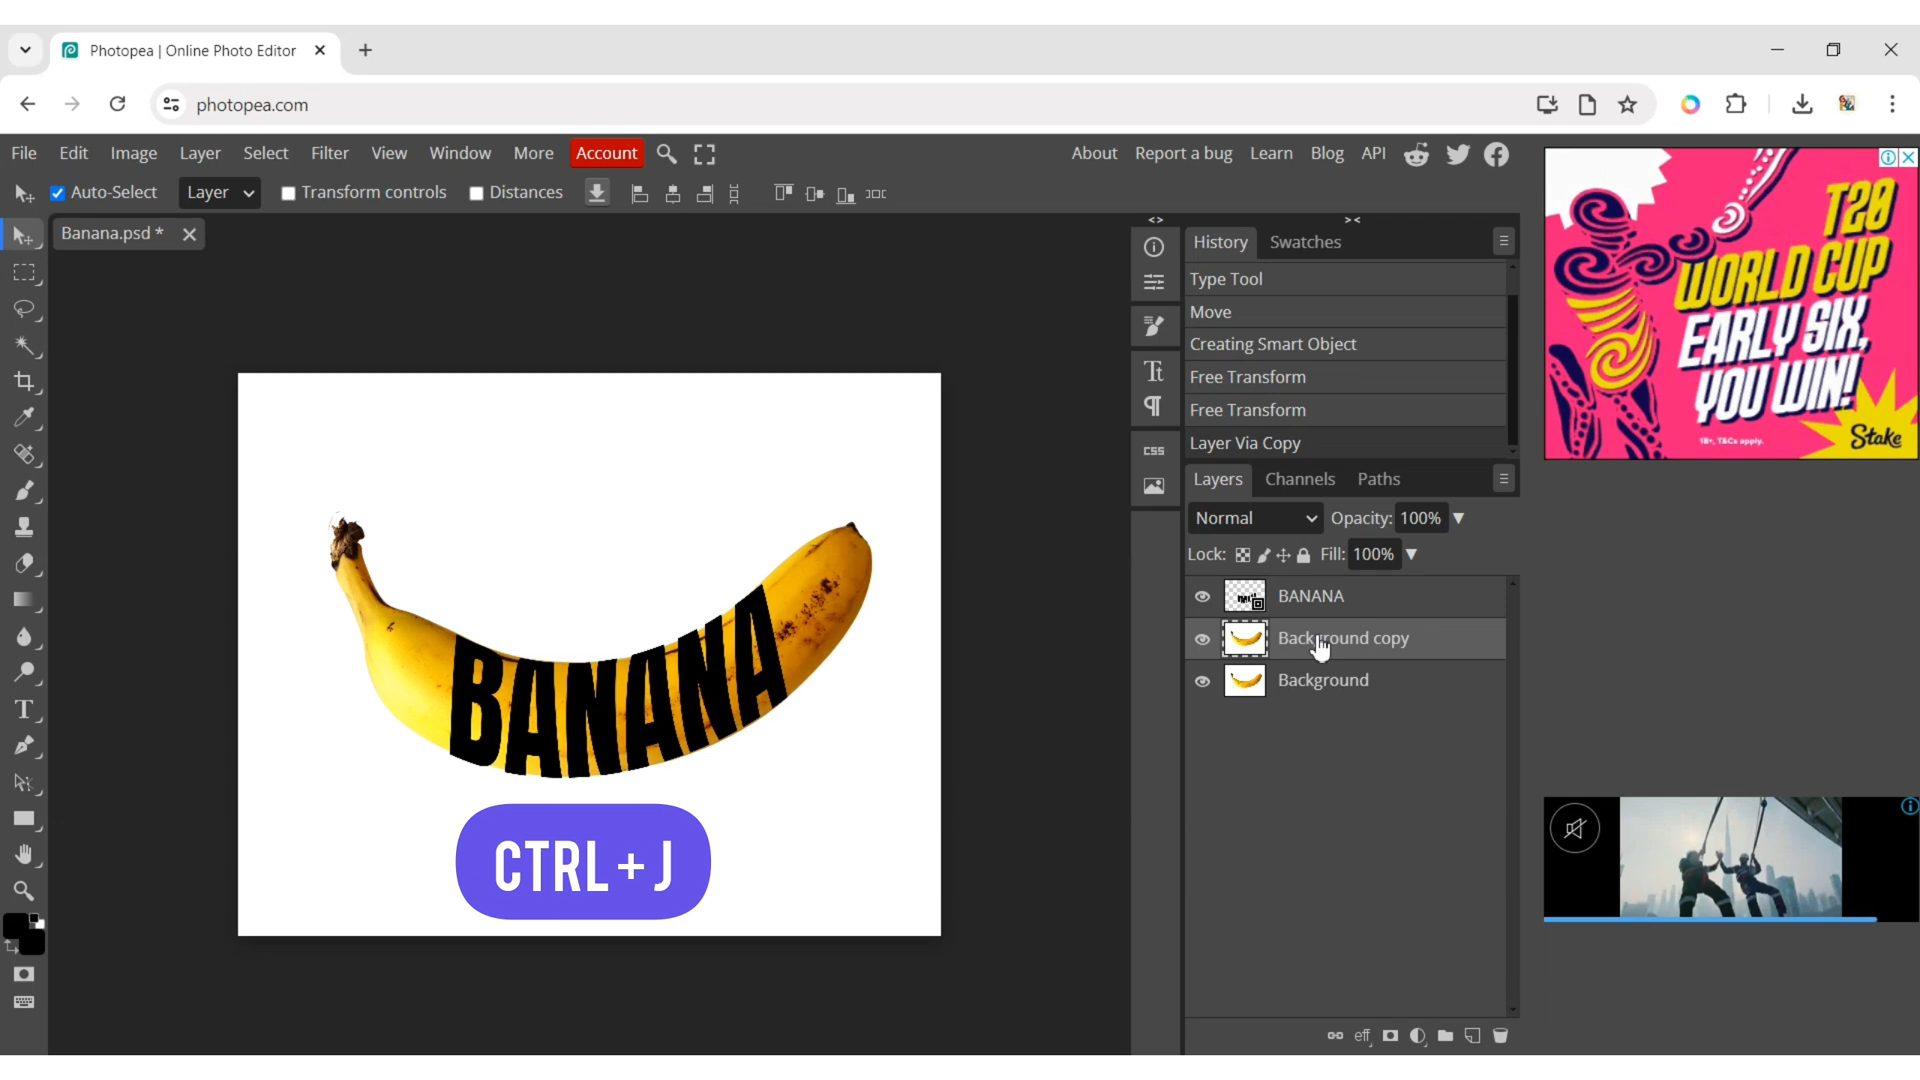 Photopea | Online Photo Editor
photopea.com
File Edit Image Layer Select Filter View Window More Account
About Report a bug Learn Blog API
Auto-Select Layer Transform controls Distances
Banana.psd *
History Swatches
Type Tool
Move
Creating Smart Object
Free Transform
Free Transform
Layer Via Copy
CSS
Layers Channels Paths
Normal Opacity: 100%
Lock: Fill: 100%
BANANA
Background copy
Background
eff
BANANA
CTRL + J
T20
WORLD CUP
EARLY SIX,
YOU WIN!
18+, T&Cs apply.
Stake